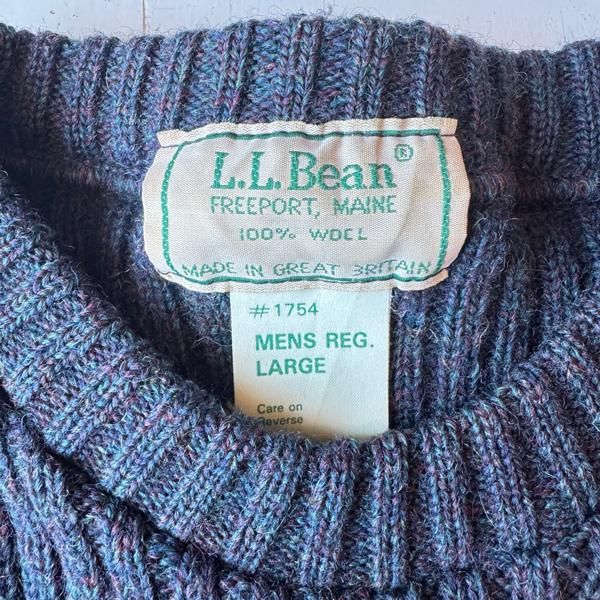 L.L.Bean®
FREEPORT, MAINE
100% WOOL
MADE IN GREAT BRITAIN
#1754
MENS REG.
LARGE
Care on
Reverse